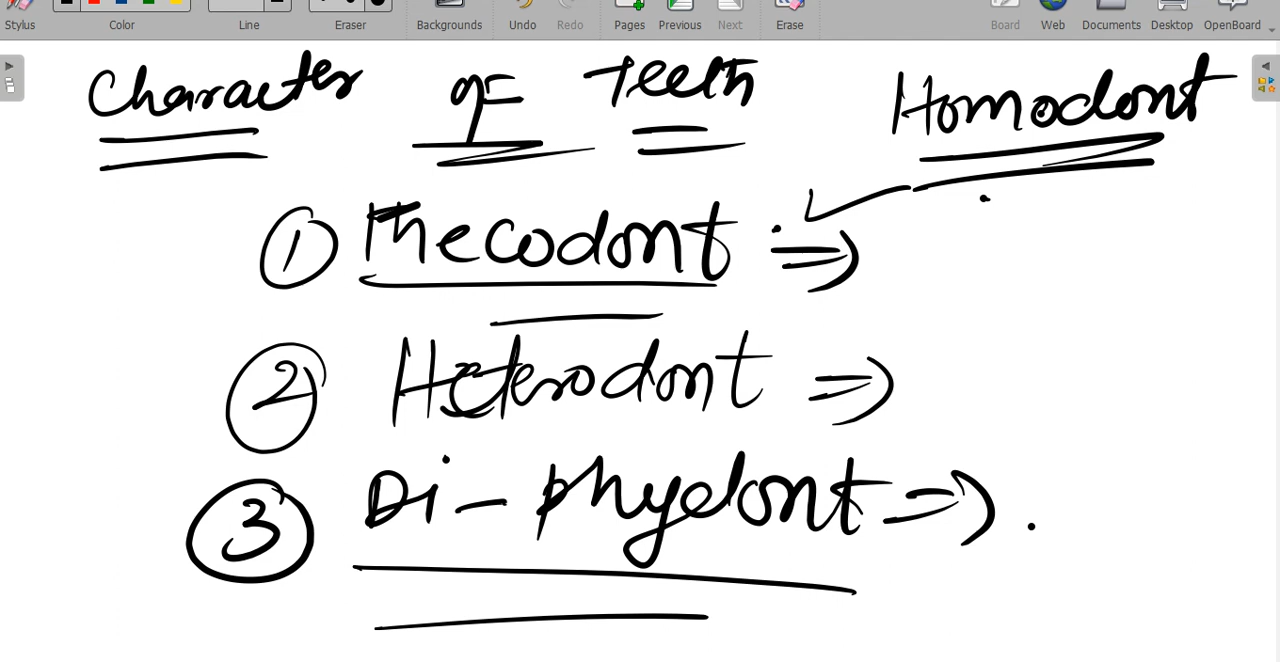 Stylus Color Line Eraser Backgrounds Undo Redo Pages Previous Next Erase Board Web Documents Desktop OpenBoard
Character of Teeth Homodont
① Thecodont ⇒
② Heterodont ⇒
③ Di - Phyedont ⇒ .